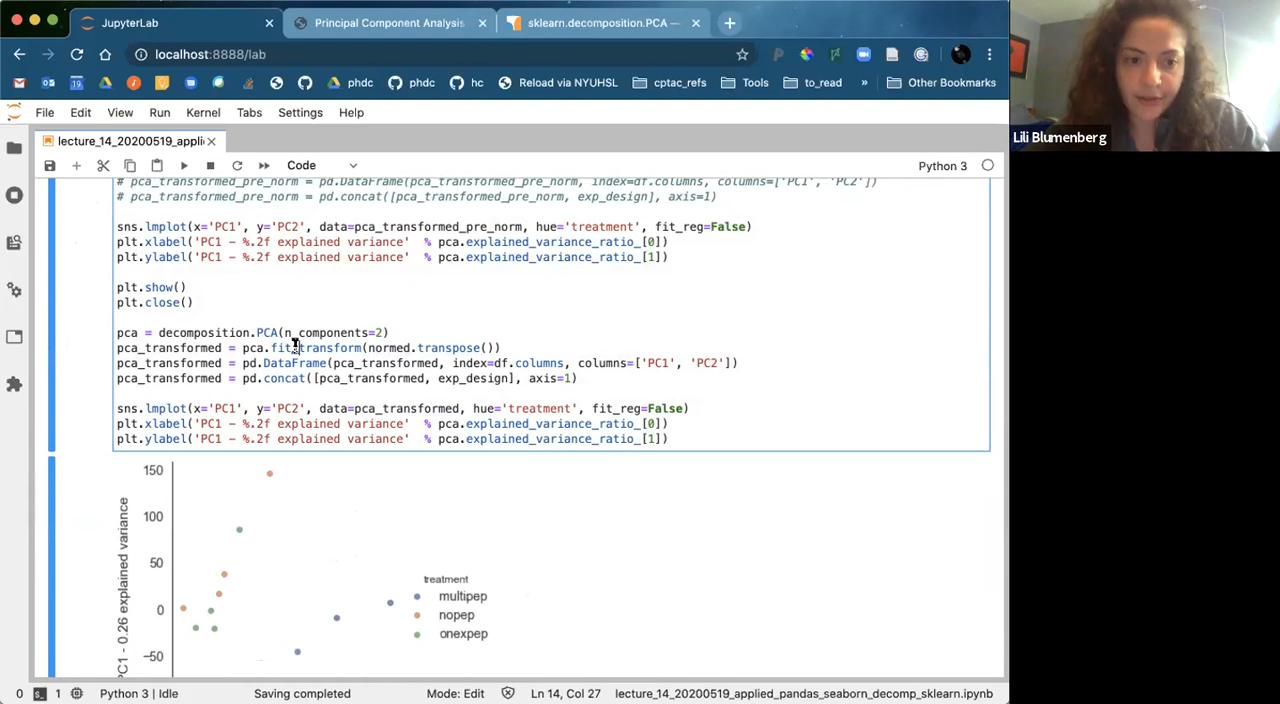 JupyterLab
Principal Component Analysis
sklearn.decomposition.PCA —
localhost:8888/lab
phdc
phdc
hc
Reload via NYUHSL
cptac_refs
Tools
to_read
»
Other Bookmarks
File Edit View Run Kernel Tabs Settings Help
lecture_14_20200519_appli
Code
Python 3
# pca_transformed_pre_norm = pd.DataFrame(pca_transformed_pre_norm, index=df.columns, columns=['PC1', 'PC2'])
# pca_transformed_pre_norm = pd.concat([pca_transformed_pre_norm, exp_design], axis=1)
sns.lmplot(x='PC1', y='PC2', data=pca_transformed_pre_norm, hue='treatment', fit_reg=False)
plt.xlabel('PC1 - %.2f explained variance'  % pca.explained_variance_ratio_[0])
plt.ylabel('PC1 - %.2f explained variance'  % pca.explained_variance_ratio_[1])
plt.show()
plt.close()
pca = decomposition.PCA(n_components=2)
pca_transformed = pca.fit_transform(normed.transpose())
pca_transformed = pd.DataFrame(pca_transformed, index=df.columns, columns=['PC1', 'PC2'])
pca_transformed = pd.concat([pca_transformed, exp_design], axis=1)
sns.lmplot(x='PC1', y='PC2', data=pca_transformed, hue='treatment', fit_reg=False)
plt.xlabel('PC1 - %.2f explained variance'  % pca.explained_variance_ratio_[0])
plt.ylabel('PC1 - %.2f explained variance'  % pca.explained_variance_ratio_[1])
150
100
50
0
−50
PC1 - 0.26 explained variance
treatment
multipep
nopep
onexpep
0
1
Python 3 | Idle
Saving completed
Mode: Edit
Ln 14, Col 27
lecture_14_20200519_applied_pandas_seaborn_decomp_sklearn.ipynb
Lili Blumenberg